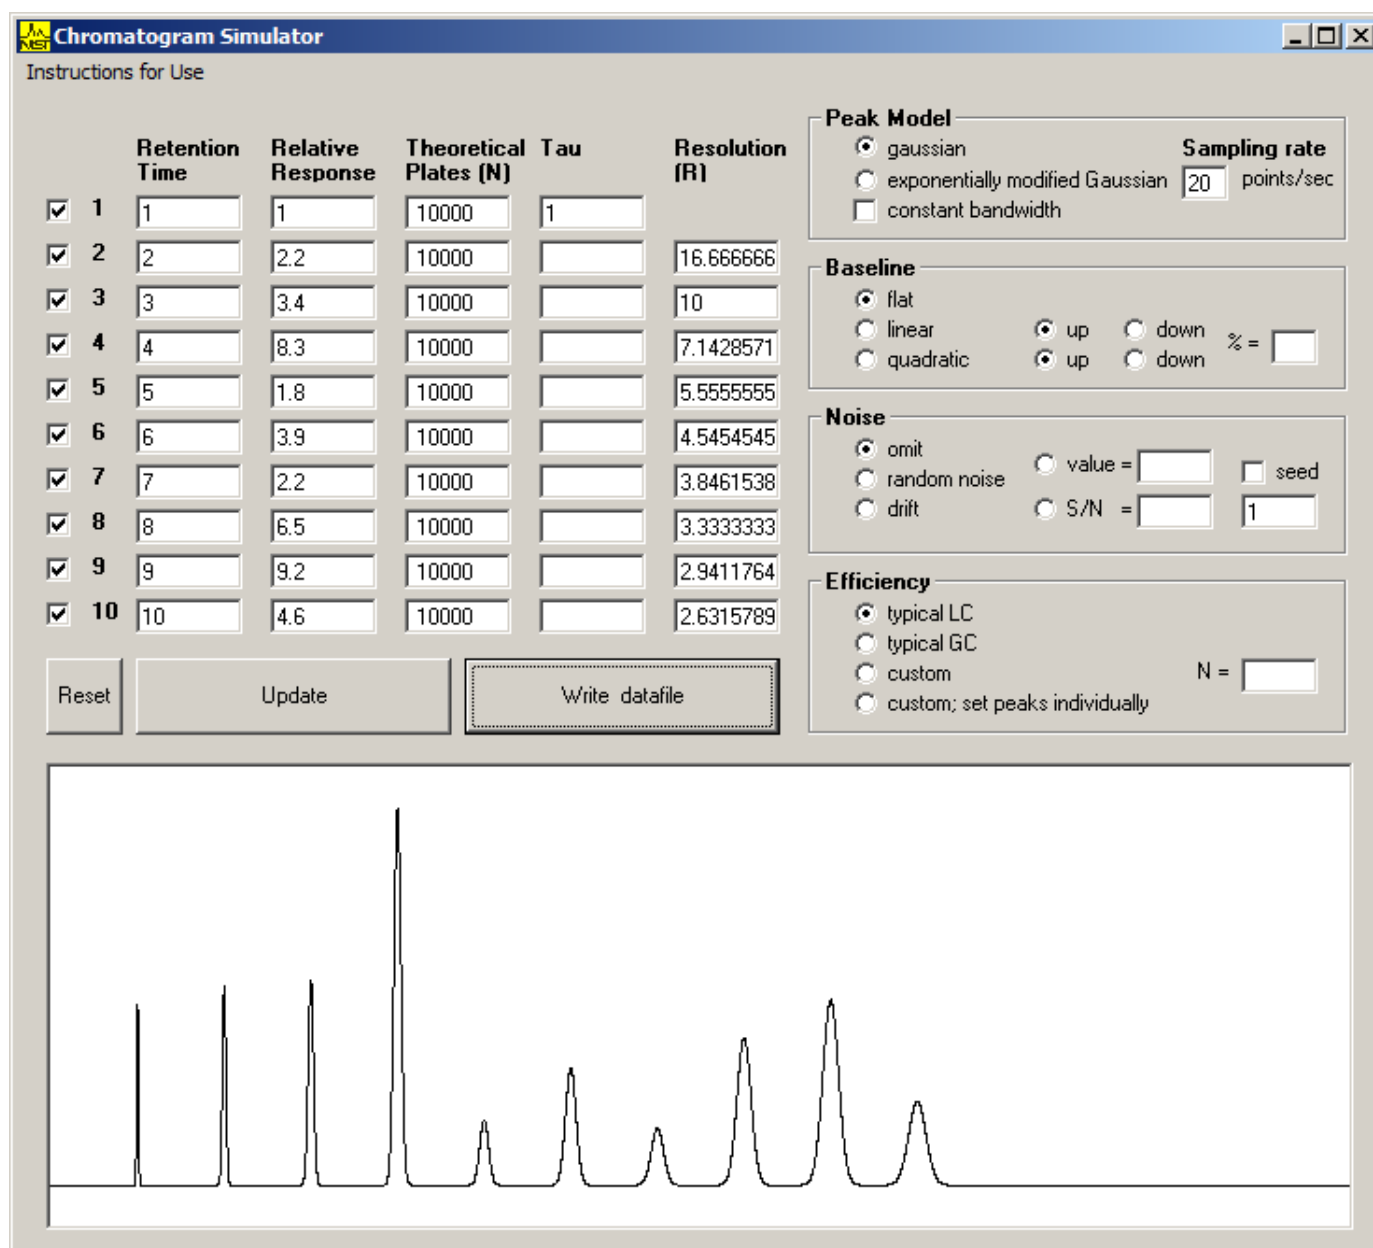 NIST
Chromatogram Simulator
Instructions for Use
Retention Time Relative Response Theoretical Plates (N) Tau Resolution (R)
1 1 1 10000 1
2 2 2.2 10000 16.666666
3 3 3.4 10000 10
4 4 8.3 10000 7.1428571
5 5 1.8 10000 5.5555555
6 6 3.9 10000 4.5454545
7 7 2.2 10000 3.8461538
8 8 6.5 10000 3.3333333
9 9 9.2 10000 2.9411764
10 10 4.6 10000 2.6315789
Reset Update Write datafile
Peak Model
gaussian
Sampling rate
exponentially modified Gaussian 20 points/sec
constant bandwidth
Baseline
flat
linear up down
% =
quadratic up down
Noise
omit
value =
seed
random noise
drift S/N = 1
Efficiency
typical LC
typical GC
custom N =
custom; set peaks individually